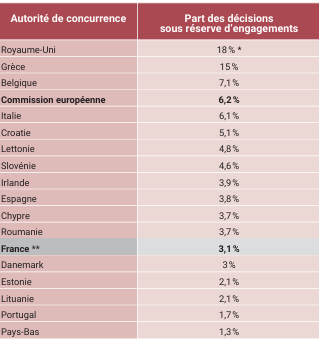 Autorité de concurrence
Part des décisions
sous réserve d'engagements
Royaume-Uni 18 % *
Grèce 15 %
Belgique 7,1 %
Commission européenne 6,2 %
Italie 6,1 %
Croatie 5,1 %
Lettonie 4,8 %
Slovénie 4,6 %
Irlande 3,9 %
Espagne 3,8 %
Chypre 3,7 %
Roumanie 3,7 %
France ** 3,1 %
Danemark 3 %
Estonie 2,1 %
Lituanie 2,1 %
Portugal 1,7 %
Pays-Bas 1,3 %